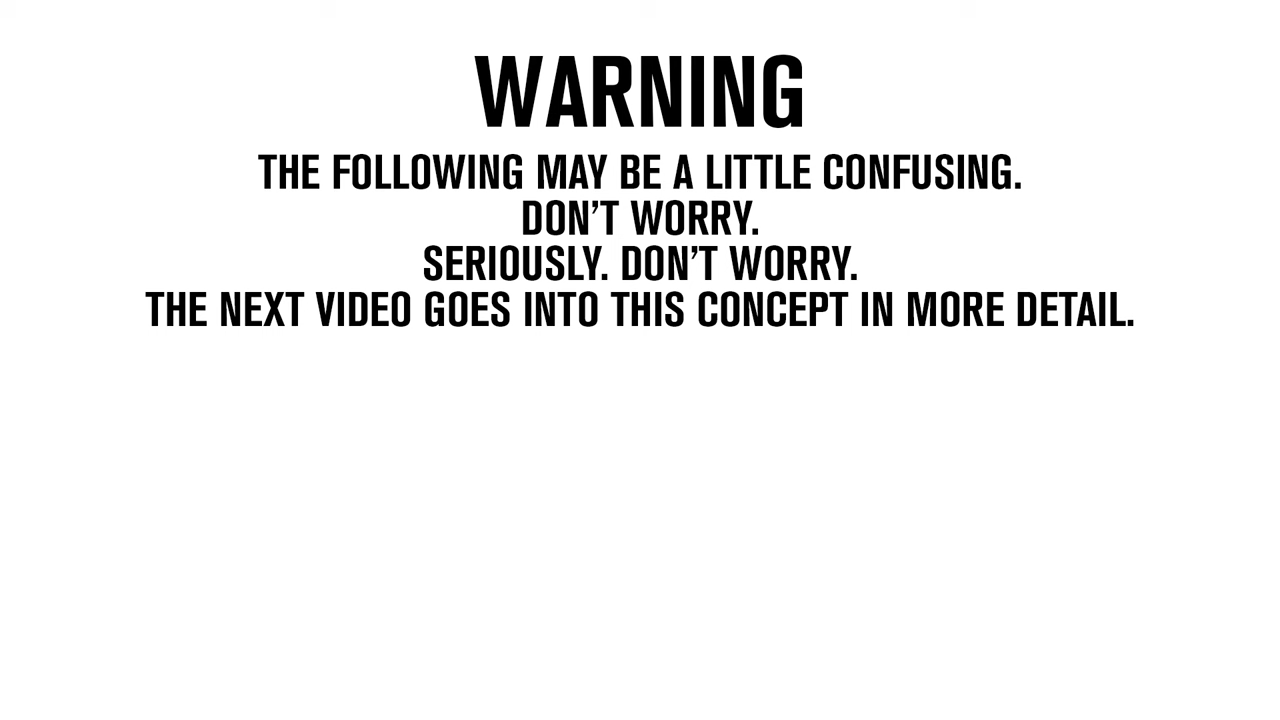 WARNING
THE FOLLOWING MAY BE A LITTLE CONFUSING.
DON’T WORRY.
SERIOUSLY. DON’T WORRY.
THE NEXT VIDEO GOES INTO THIS CONCEPT IN MORE DETAIL.